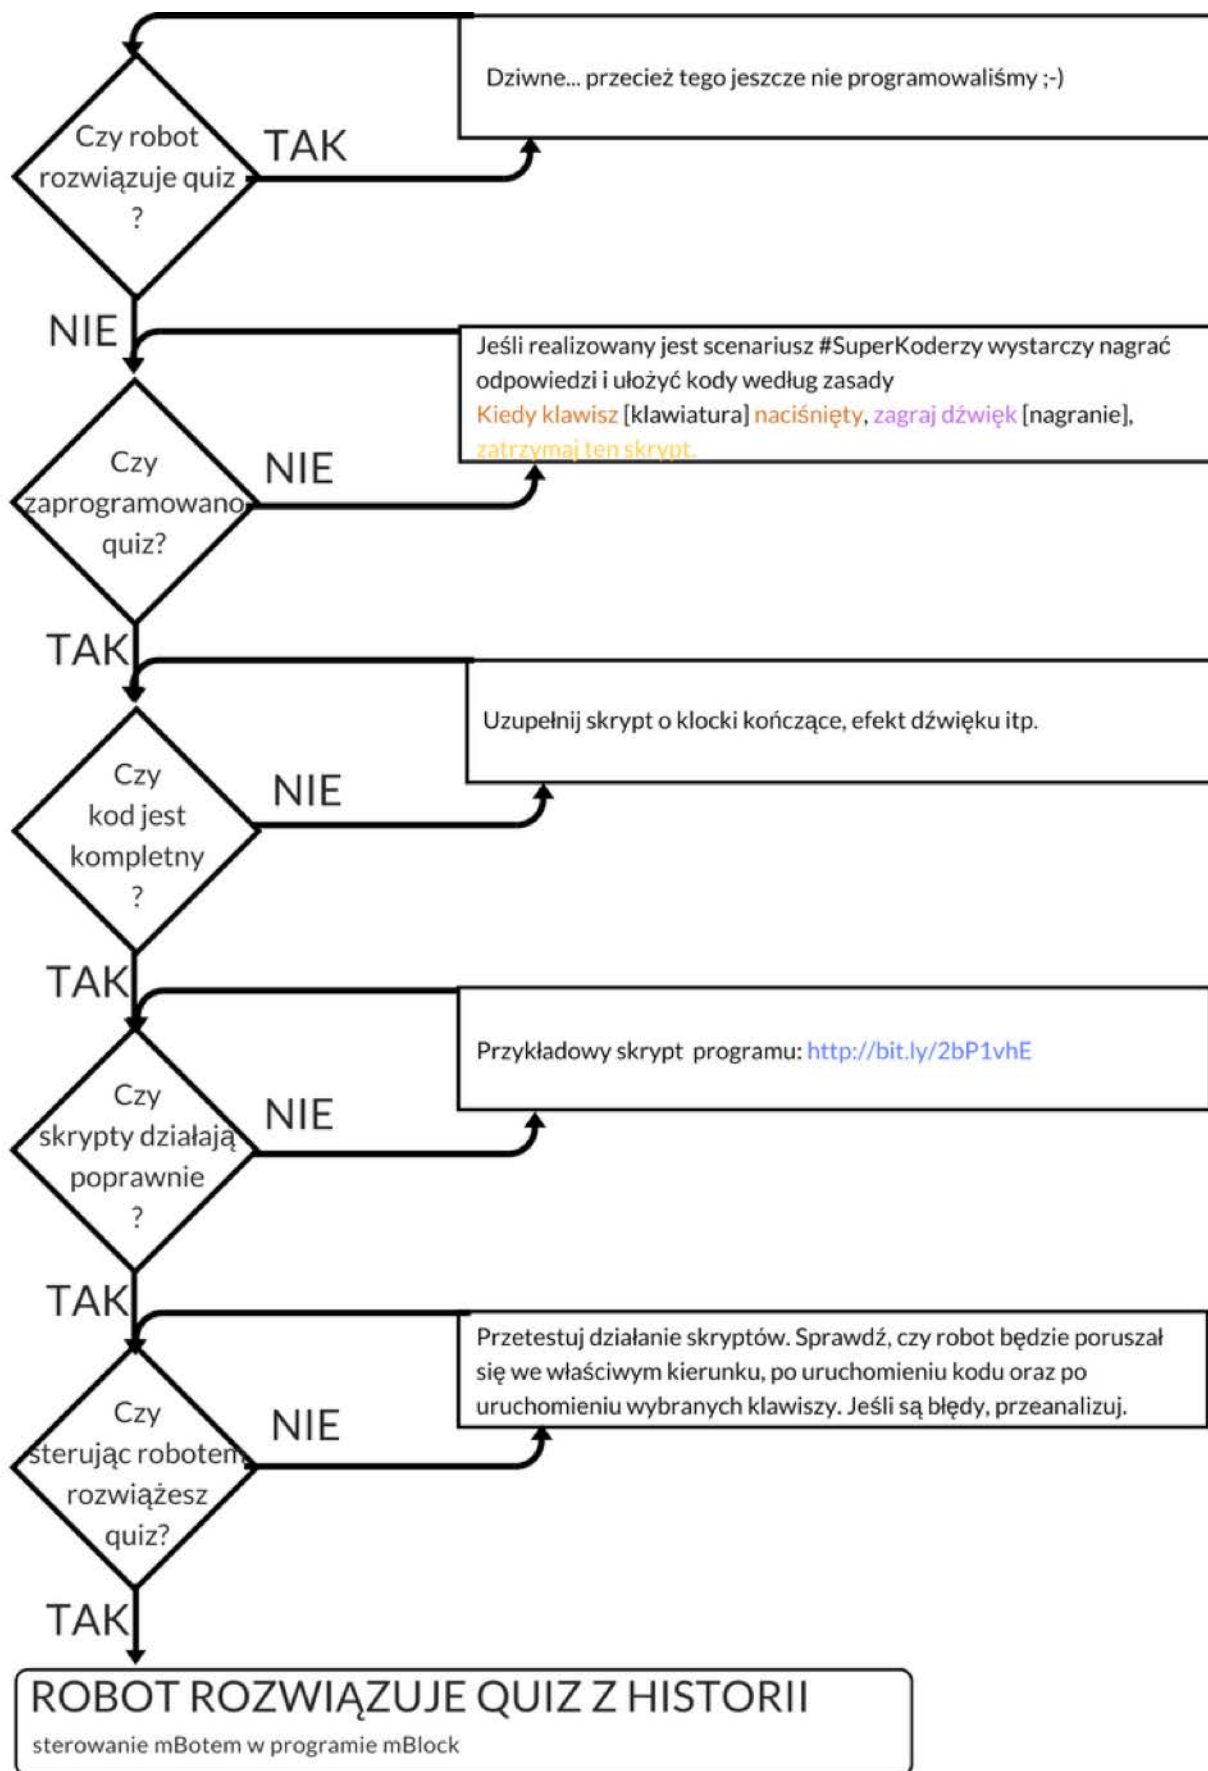 Dziwne... przecież tego jeszcze nie programowaliśmy ;-)
Czy robot
rozwiązuje quiz
?
TAK
NIE
Jeśli realizowany jest scenariusz #SuperKoderzy wystarczy nagrać
odpowiedzi i ułożyć kody według zasady
Kiedy klawisz [klawiatura] naciśnięty, zagraj dźwięk [nagranie],
zatrzymaj ten skrypt.
Czy
zaprogramowano
quiz?
NIE
TAK
Uzupełnij skrypt o klocki kończące, efekt dźwięku itp.
Czy
kod jest
kompletny
?
NIE
TAK
Przykładowy skrypt programu: http://bit.ly/2bP1vhE
Czy
skrypty działają
poprawnie
?
NIE
TAK
Przetestuj działanie skryptów. Sprawdź, czy robot będzie poruszał
się we właściwym kierunku, po uruchomieniu kodu oraz po
uruchomieniu wybranych klawiszy. Jeśli są błędy, przeanalizuj.
Czy
sterując robotem
rozwiążesz
quiz?
NIE
TAK
ROBOT ROZWIĄZUJE QUIZ Z HISTORII
sterowanie mBotem w programie mBlock